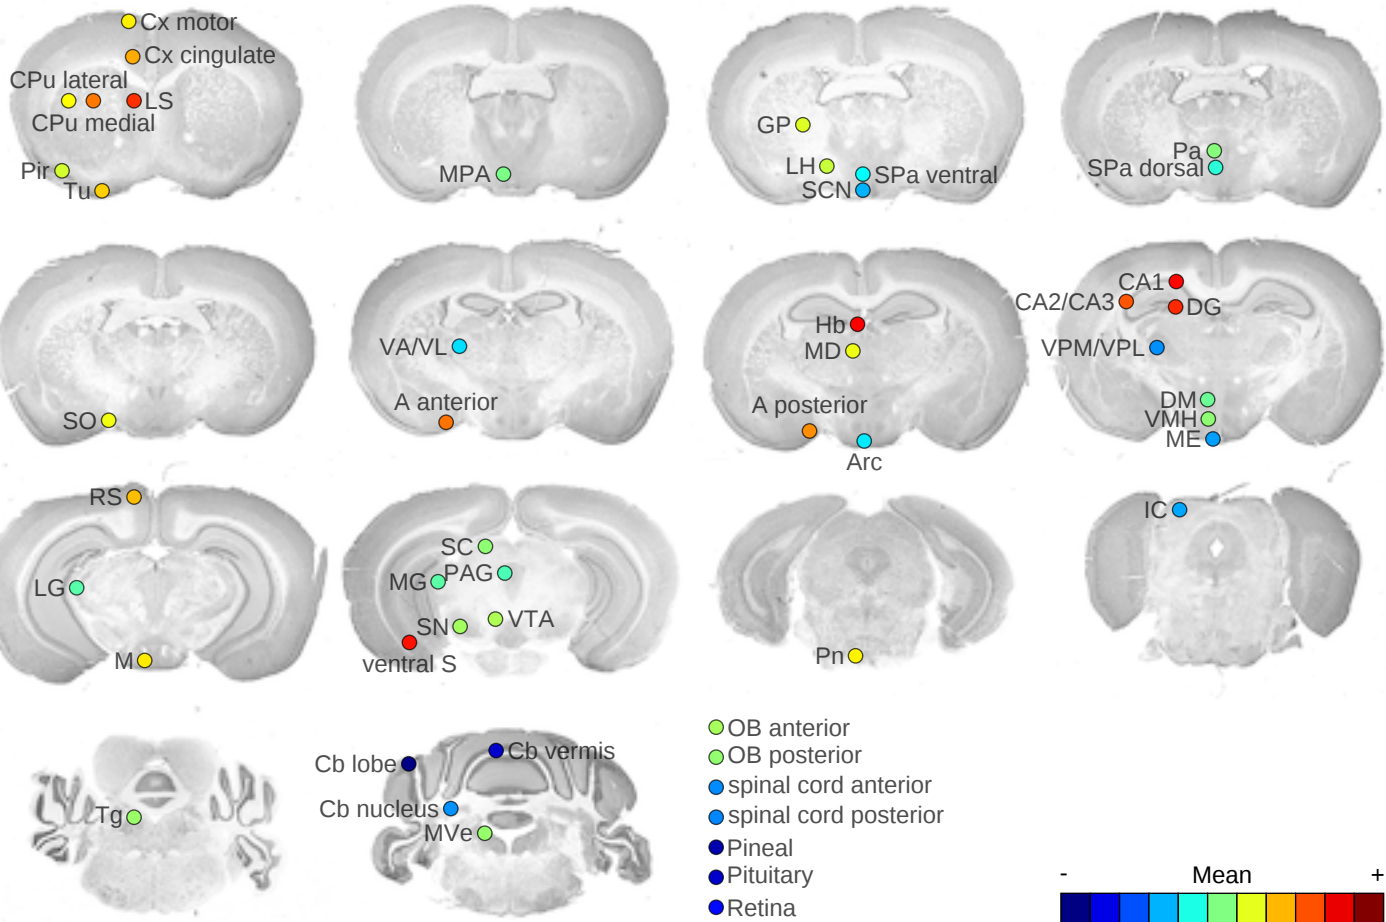 Cx motor
Cx cingulate
CPu lateral
LS
CPu medial
Pir
Tu
MPA
GP
LH
SPa ventral
SCN
Pa
SPa dorsal
SO
VA/VL
A anterior
Hb
MD
A posterior
Arc
CA1
CA2/CA3
DG
VPM/VPL
DM
VMH
ME
RS
LG
M
SC
MG
PAG
SN
VTA
ventral S
Pn
IC
Tg
Cb lobe
Cb vermis
Cb nucleus
MVe
OB anterior
OB posterior
spinal cord anterior
spinal cord posterior
Pineal
Pituitary
Retina
- Mean +